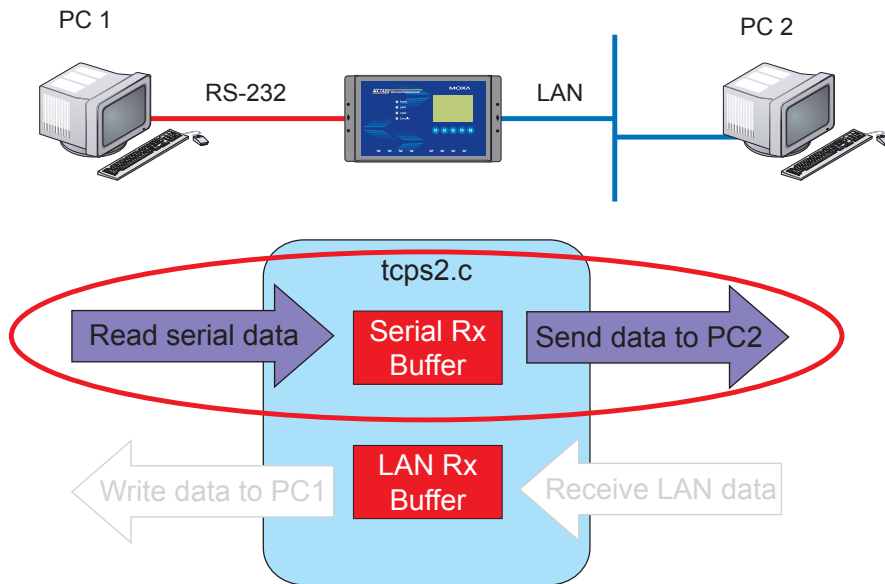 PC 1
PC 2
RS-232
MOXA
LAN
tcps2.c
Read serial data
Serial Rx
Buffer
Send data to PC2
LAN Rx
Buffer
Write data to PC1
Receive LAN data